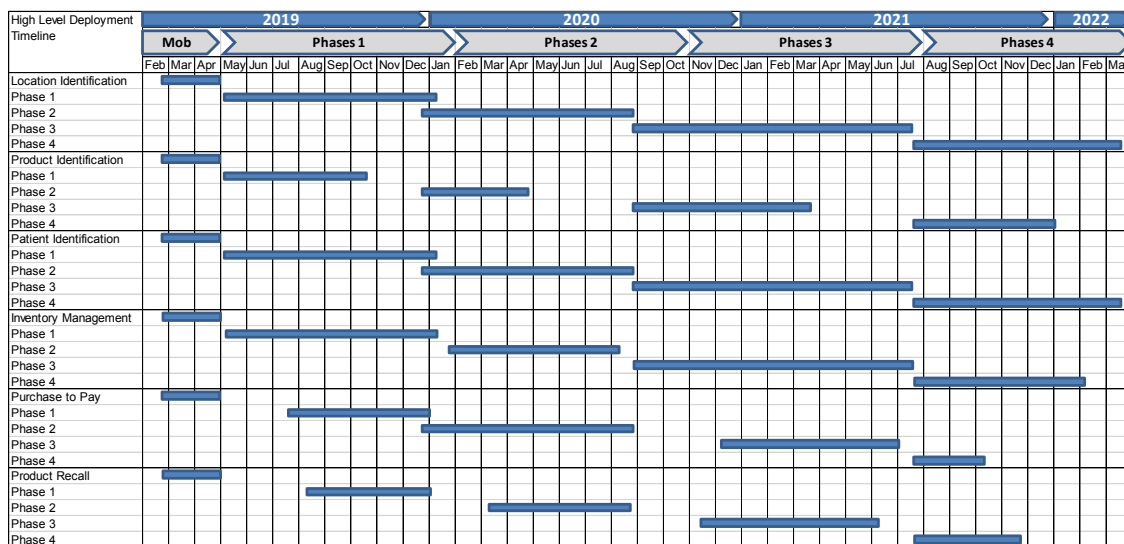 High Level Deployment 2019 2020 2021 2022
Timeline
Mob Phases 1 Phases 2 Phases 3 Phases 4
Feb Mar Apr May Jun Jul Aug Sep Oct Nov Dec Jan Feb Mar Apr May Jun Jul Aug Sep Oct Nov Dec Jan Feb Mar Apr May Jun Jul Aug Sep Oct Nov Dec Jan Feb Ma
Location Identification
Phase 1
Phase 2
Phase 3
Phase 4
Product Identification
Phase 1
Phase 2
Phase 3
Phase 4
Patient Identification
Phase 1
Phase 2
Phase 3
Phase 4
Inventory Management
Phase 1
Phase 2
Phase 3
Phase 4
Purchase to Pay
Phase 1
Phase 2
Phase 3
Phase 4
Product Recall
Phase 1
Phase 2
Phase 3
Phase 4